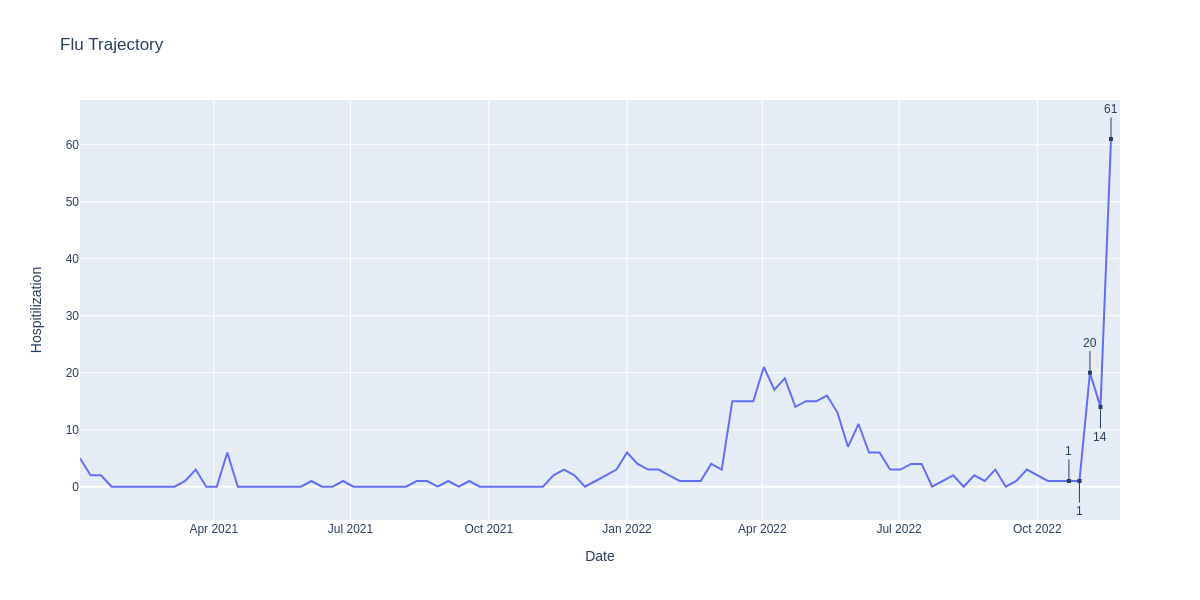 Flu Trajectory
61
60
50
40
Hospitilization
30
20
20
10
14
1
0
1
Apr 2021
Jul 2021
Oct 2021
Jan 2022
Apr 2022
Jul 2022
Oct 2022
Date